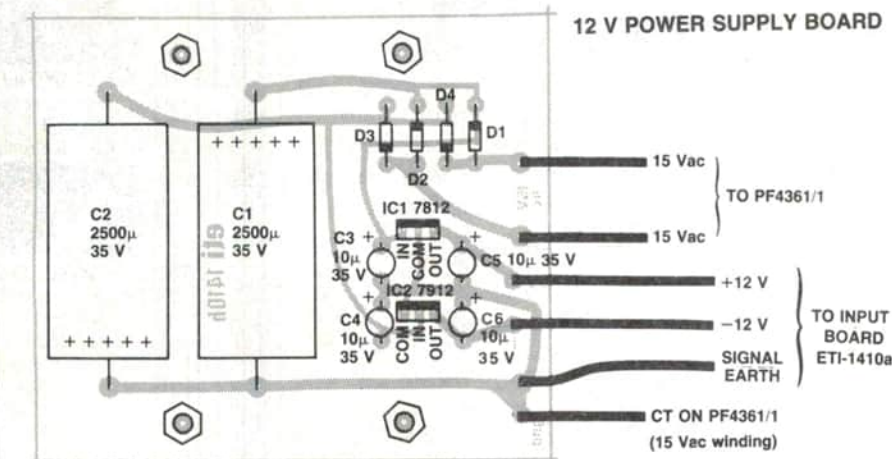 12 V POWER SUPPLY BOARD
D4
D3
D1
D2
15 Vac
TO PF4361/1
15 Vac
+ + + + +
C2
2500μ
35 V
C1
2500μ
35 V
eti 1410b
IC1 7812
C3
10μ
35 V
+
IN
COM
OUT
+
C5 10μ 35 V
+12 V
IC2 7912
C4
10μ
35 V
+
COM
IN
OUT
+
C6
10μ
35 V
-12 V
TO INPUT
BOARD
ETI-1410a
+ + + + +
SIGNAL
EARTH
CT ON PF4361/1
(15 Vac winding)